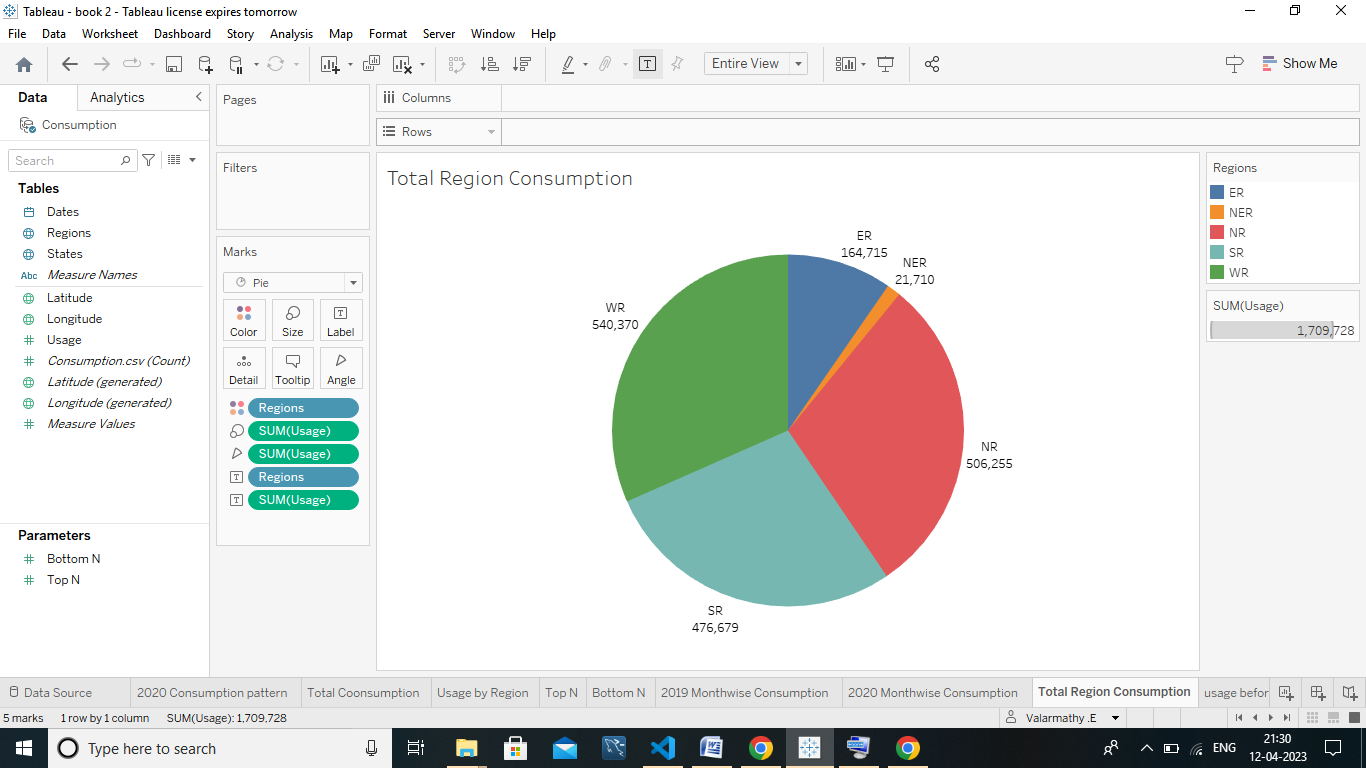 Tableau - book 2 - Tableau license expires tomorrow
File Data Worksheet Dashboard Story Analysis Map Format Server Window Help
Entire View
Show Me
Data Analytics
Consumption
Search
Tables
Dates
Regions
States
Abc Measure Names
Latitude
Longitude
Usage
Consumption.csv (Count)
Latitude (generated)
Longitude (generated)
Measure Values
Parameters
Bottom N
Top N
Pages
Filters
Marks
Pie
Color Size Label
Detail Tooltip Angle
Regions
SUM(Usage)
SUM(Usage)
Regions
SUM(Usage)
Columns
Rows
Total Region Consumption
ER
164,715
NER
21,710
WR
540,370
NR
506,255
SR
476,679
Regions
ER
NER
NR
SR
WR
SUM(Usage)
1,709,728
Data Source 2020 Consumption pattern Total Coonsumption Usage by Region Top N Bottom N 2019 Monthwise Consumption 2020 Monthwise Consumption Total Region Consumption usage befor
5 marks 1 row by 1 column SUM(Usage): 1,709,728 Valarmathy .E
Type here to search
ENG
21:30
12-04-2023